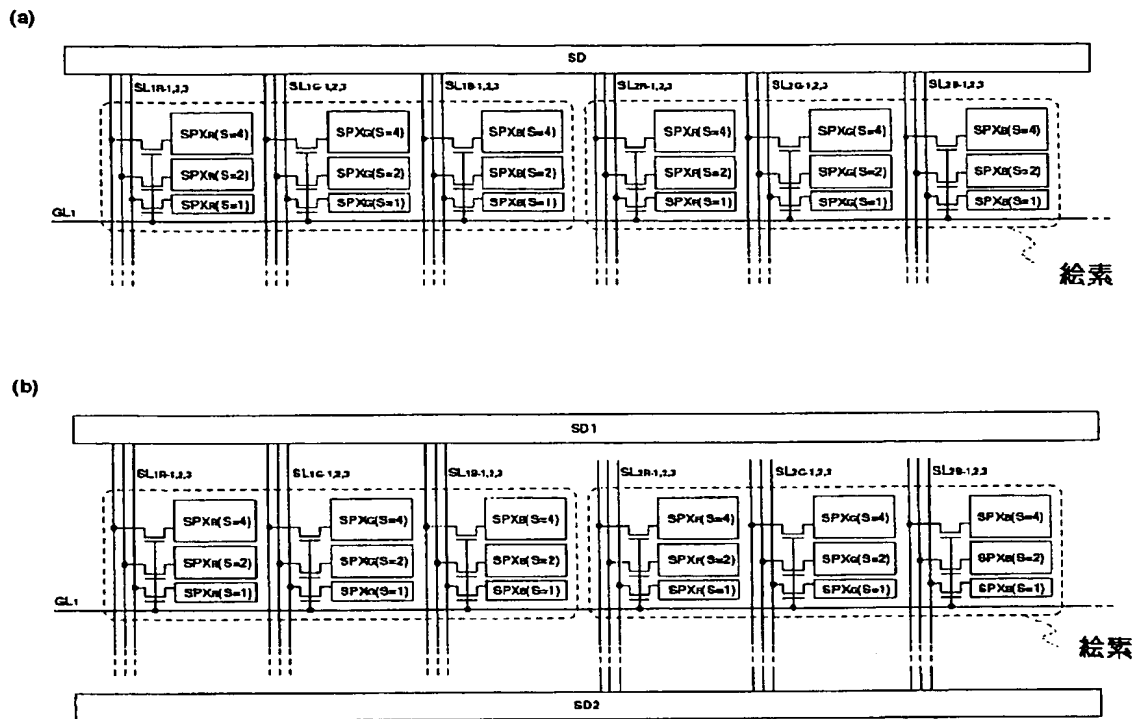 (a)
SD
SL1R-1,2,3 SL1G-1,2,3 SL1B-1,2,3 SL2R-1,2,3 SL2G-1,2,3 SL2B-1,2,3
SPXR(S=4) SPXG(S=4) SPXB(S=4) SPXR(S=4) SPXG(S=4) SPXB(S=4)
SPXR(S=2) SPXG(S=2) SPXB(S=2) SPXR(S=2) SPXG(S=2) SPXB(S=2)
GL1 SPXR(S=1) SPXG(S=1) SPXB(S=1) SPXR(S=1) SPXG(S=1) SPXB(S=1)
絵素
(b)
SD1
SL1R-1,2,3 SL1G-1,2,3 SL1B-1,2,3 SL2R-1,2,3 SL2G-1,2,3 SL2B-1,2,3
SPXR(S=4) SPXG(S=4) SPXB(S=4) SPXR(S=4) SPXG(S=4) SPXB(S=4)
SPXR(S=2) SPXG(S=2) SPXB(S=2) SPXR(S=2) SPXG(S=2) SPXB(S=2)
GL1 SPXR(S=1) SPXG(S=1) SPXB(S=1) SPXR(S=1) SPXG(S=1) SPXB(S=1)
絵素
SD2